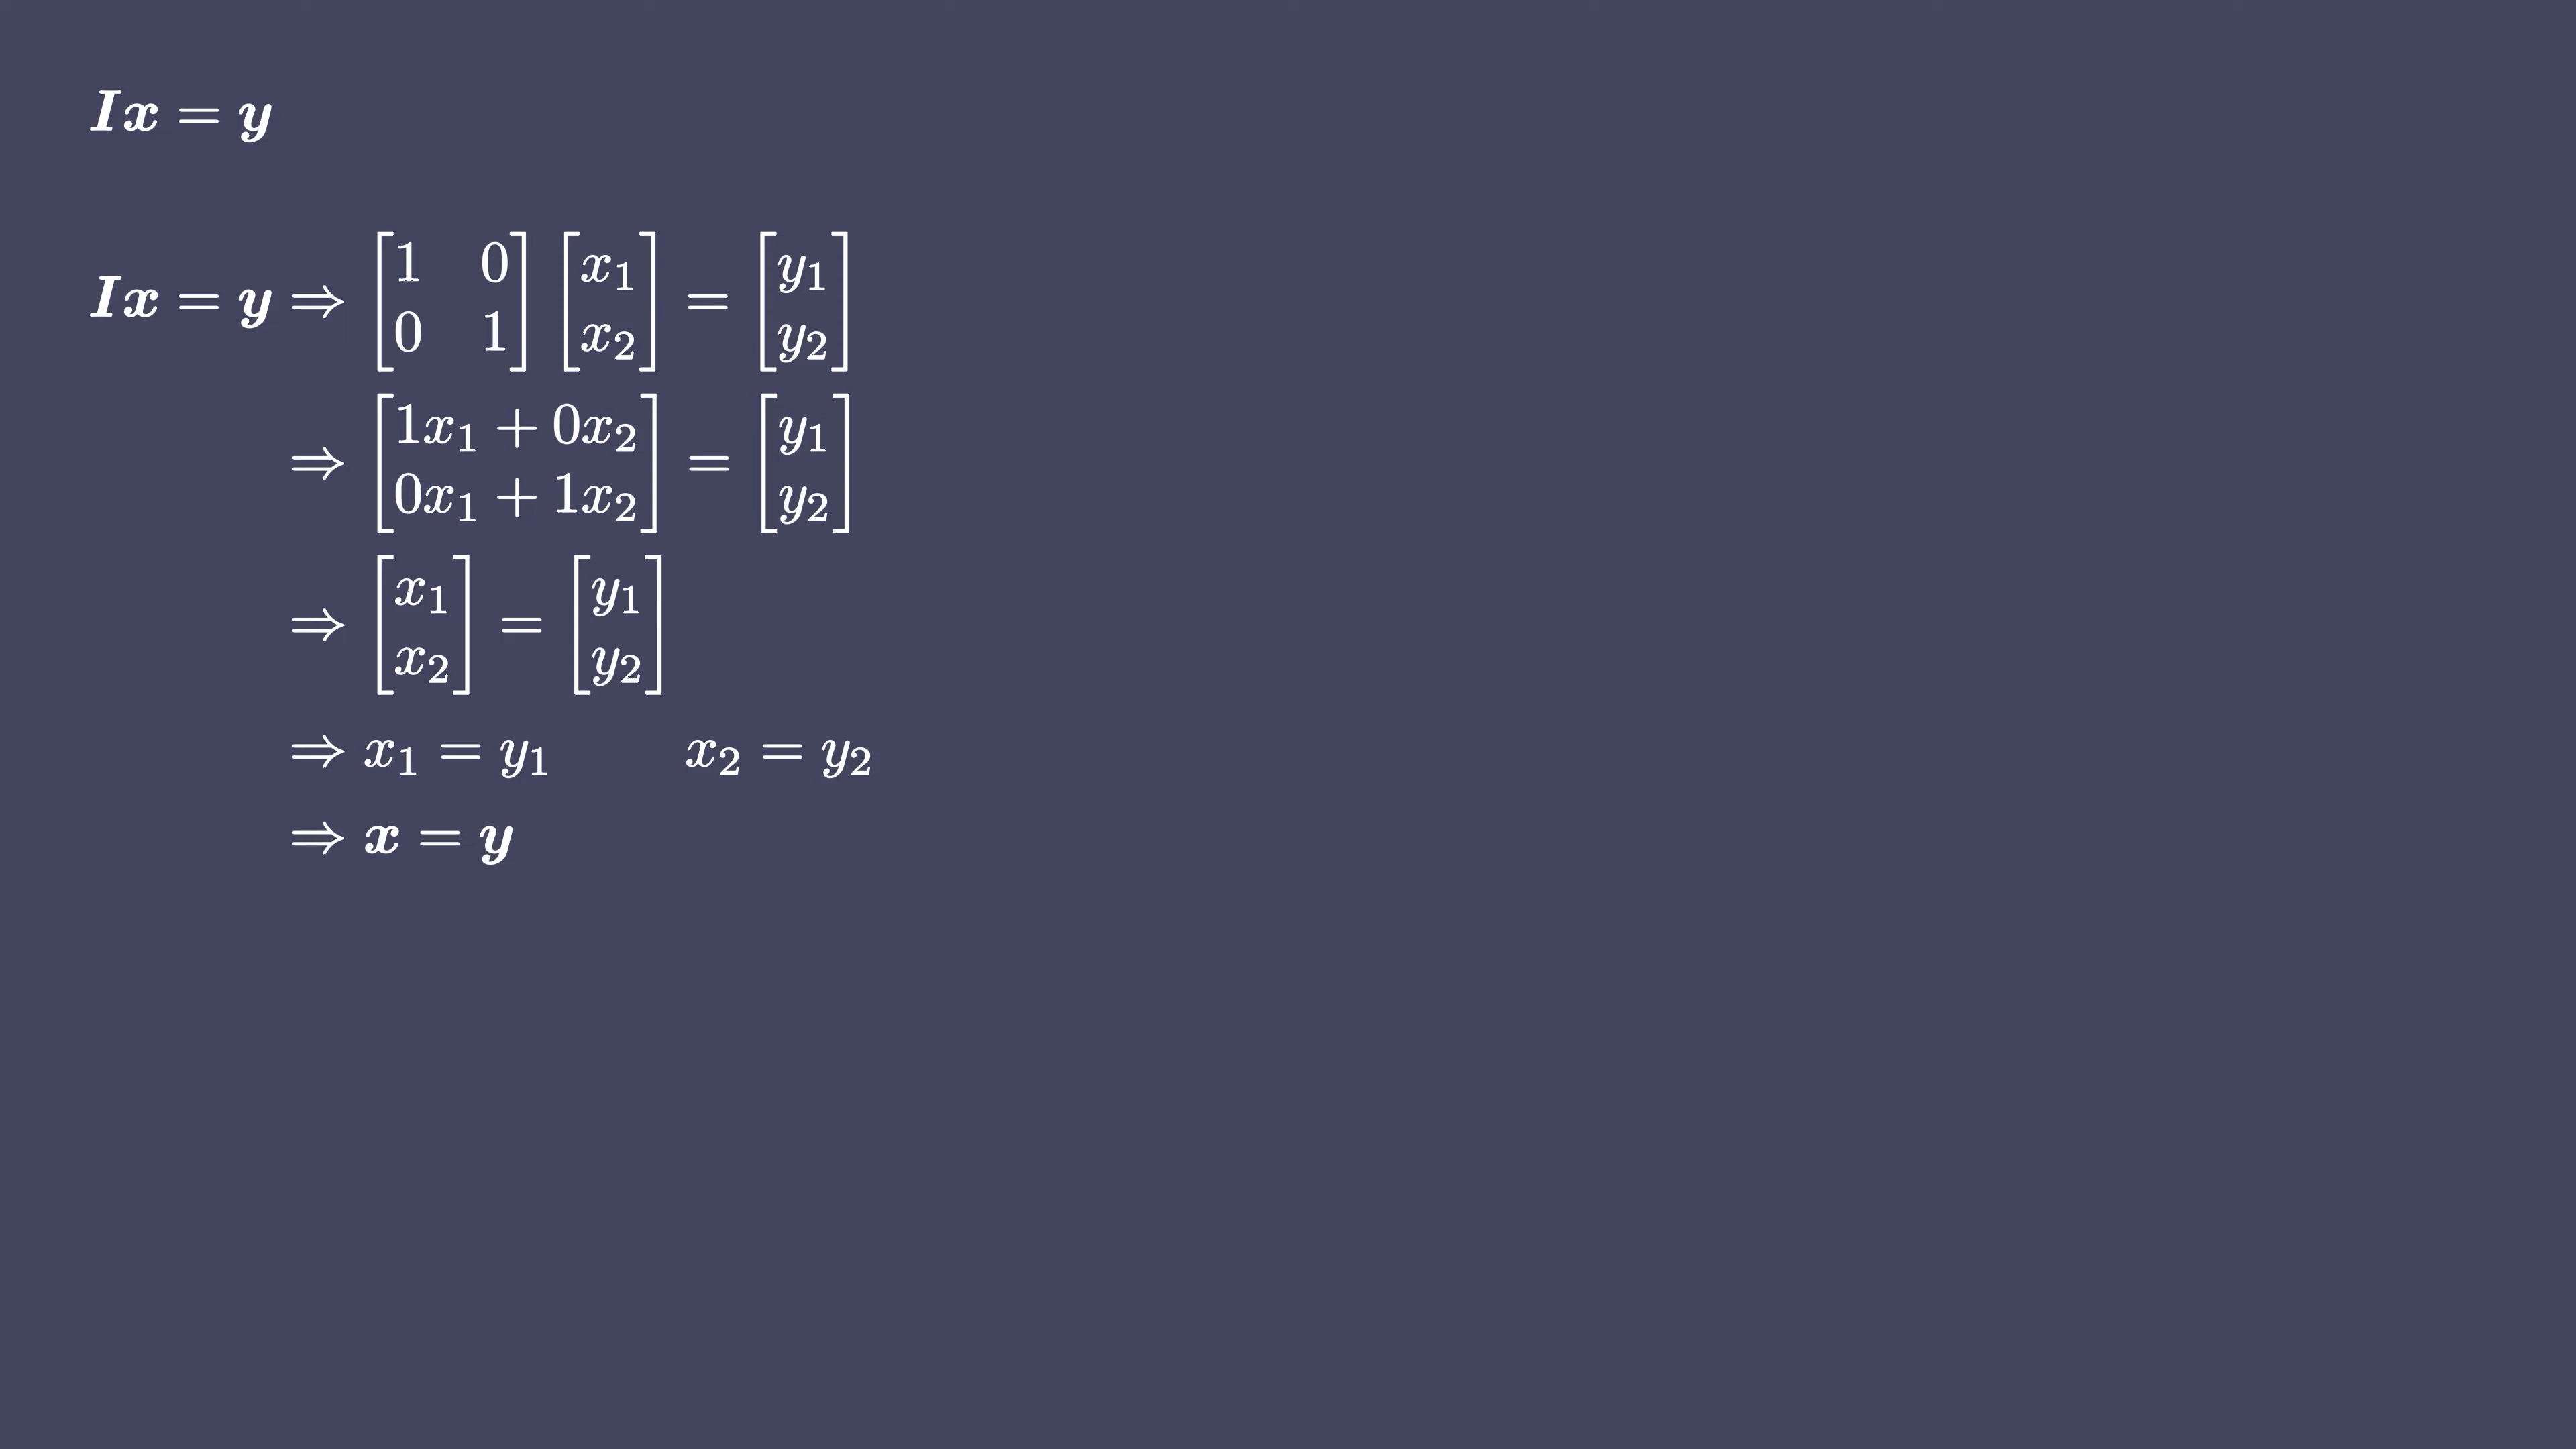 Ix = y
Ix = y ⇒ [1 0; 0 1] [x₁; x₂] = [y₁; y₂]
⇒ [1x₁ + 0x₂; 0x₁ + 1x₂] = [y₁; y₂]
⇒ [x₁; x₂] = [y₁; y₂]
⇒ x₁ = y₁ x₂ = y₂
⇒ x = y